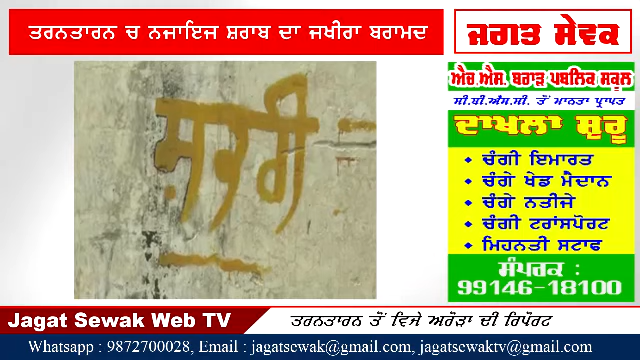 ਤਰਨਤਾਰਨ ਚ ਨਜਾਇਜ ਸ਼ਰਾਬ ਦਾ ਜਖੀਰਾ ਬਰਾਮਦ
ਜਗਤ ਸੇਵਕ
ਐਚ.ਐਸ. ਬਰਾੜ ਪਬਲਿਕ ਸਕੂਲ
ਸੀ.ਬੀ.ਐਸ.ਸੀ. ਤੋਂ ਮਾਨਤਾ ਪ੍ਰਾਪਤ
ਦਾਖਲਾ ਸ਼ੁਰੂ
ਚੰਗੀ ਇਮਾਰਤ
ਚੰਗੇ ਖੇਡ ਮੈਦਾਨ
ਚੰਗੇ ਨਤੀਜੇ
ਚੰਗੀ ਟਰਾਂਸਪੋਰਟ
ਮਿਹਨਤੀ ਸਟਾਫ
ਸੰਪਰਕ :
99146-18100
Jagat Sewak Web TV
ਤਰਨਤਾਰਨ ਤੋਂ ਵਿਜੇ ਅਰੋੜਾ ਦੀ ਰਿਪੋਰਟ
Whatsapp : 9872700028, Email : jagatsewak@gmail.com, jagatsewaktv@gmail.com